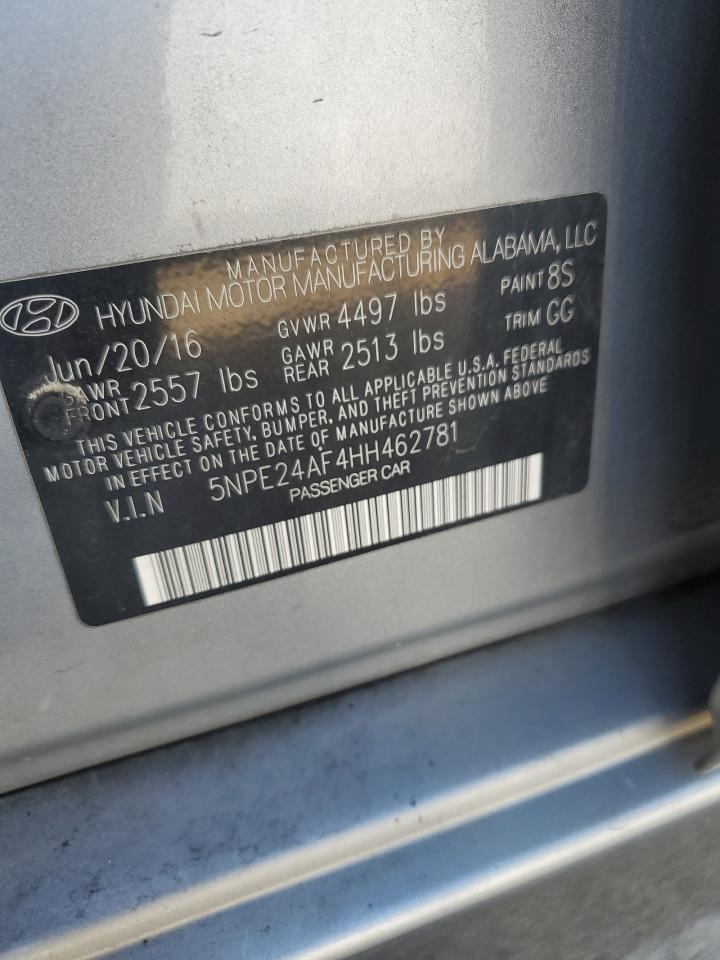 MANUFACTURED BY
HYUNDAI MOTOR MANUFACTURING ALABAMA, LLC
Jun/20/16 GVWR 4497 lbs PAINT 8S
GAWR FRONT 2557 lbs GAWR REAR 2513 lbs TRIM GG
THIS VEHICLE CONFORMS TO ALL APPLICABLE U.S.A. FEDERAL
MOTOR VEHICLE SAFETY, BUMPER, AND THEFT PREVENTION STANDARDS
IN EFFECT ON THE DATE OF MANUFACTURE SHOWN ABOVE
V.I.N 5NPE24AF4HH462781
PASSENGER CAR